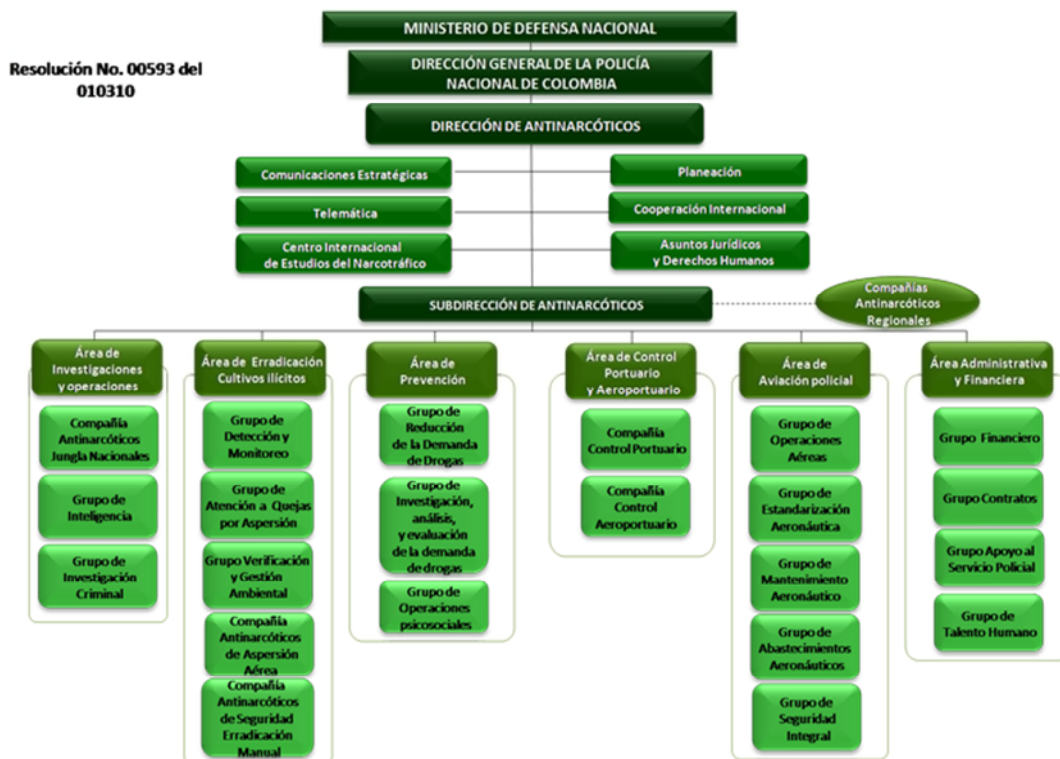 MINISTERIO DE DEFENSA NACIONAL
Resolución No. 00593 del
010310
DIRECCIÓN GENERAL DE LA POLICÍA
NACIONAL DE COLOMBIA
DIRECCIÓN DE ANTINARCÓTICOS
Comunicaciones Estratégicas
Planeación
Telemática
Cooperación Internacional
Centro Internacional
de Estudios del Narcotráfico
Asuntos Jurídicos
y Derechos Humanos
SUBDIRECCIÓN DE ANTINARCÓTICOS
Compañías
Antinarcóticos
Regionales
Área de
Investigaciones
y operaciones
Compañía
Antinarcóticos
Jungla Nacionales
Grupo de
Inteligencia
Grupo de
Investigación
Criminal
Área de Erradicación
Cultivos ilícitos
Grupo de
Detección y
Monitoreo
Grupo de
Atención a Quejas
por Aspersión
Grupo Verificación
y Gestión
Ambiental
Compañía
Antinarcóticos
de Aspersión
Aérea
Compañía
Antinarcóticos
de Seguridad
Erradicación
Manual
Área de
Prevención
Grupo de
Reducción
de la Demanda
de Drogas
Grupo de
Investigación,
análisis,
y evaluación
de la demanda
de drogas
Grupo de
Operaciones
psicosociales
Área de Control
Portuario
y Aeroportuario
Compañía
Control Portuario
Compañía
Control
Aeroportuario
Área de
Aviación policial
Grupo de
Operaciones
Aéreas
Grupo de
Estandarización
Aeronáutica
Grupo de
Mantenimiento
Aeronáutico
Grupo de
Abastecimientos
Aeronáuticos
Grupo de
Seguridad
Integral
Área Administrativa
y Financiera
Grupo Financiero
Grupo Contratos
Grupo Apoyo al
Servicio Policial
Grupo de
Talento Humano